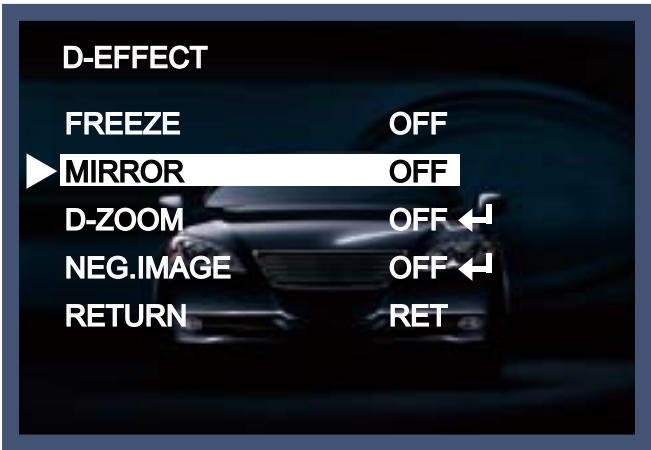 D-EFFECT
FREEZE OFF
MIRROR OFF
D-ZOOM OFF
NEG.IMAGE OFF
RETURN RET